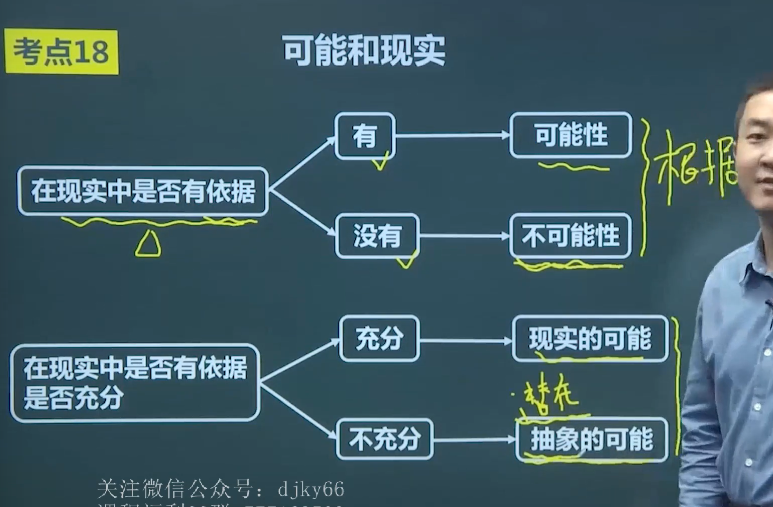 考点18
可能和现实
有
可能性
根据
在现实中是否有依据
没有
不可能性
充分
现实的可能
在现实中是否有依据
是否充分
潜在
不充分
抽象的可能
关注微信公众号：djky66